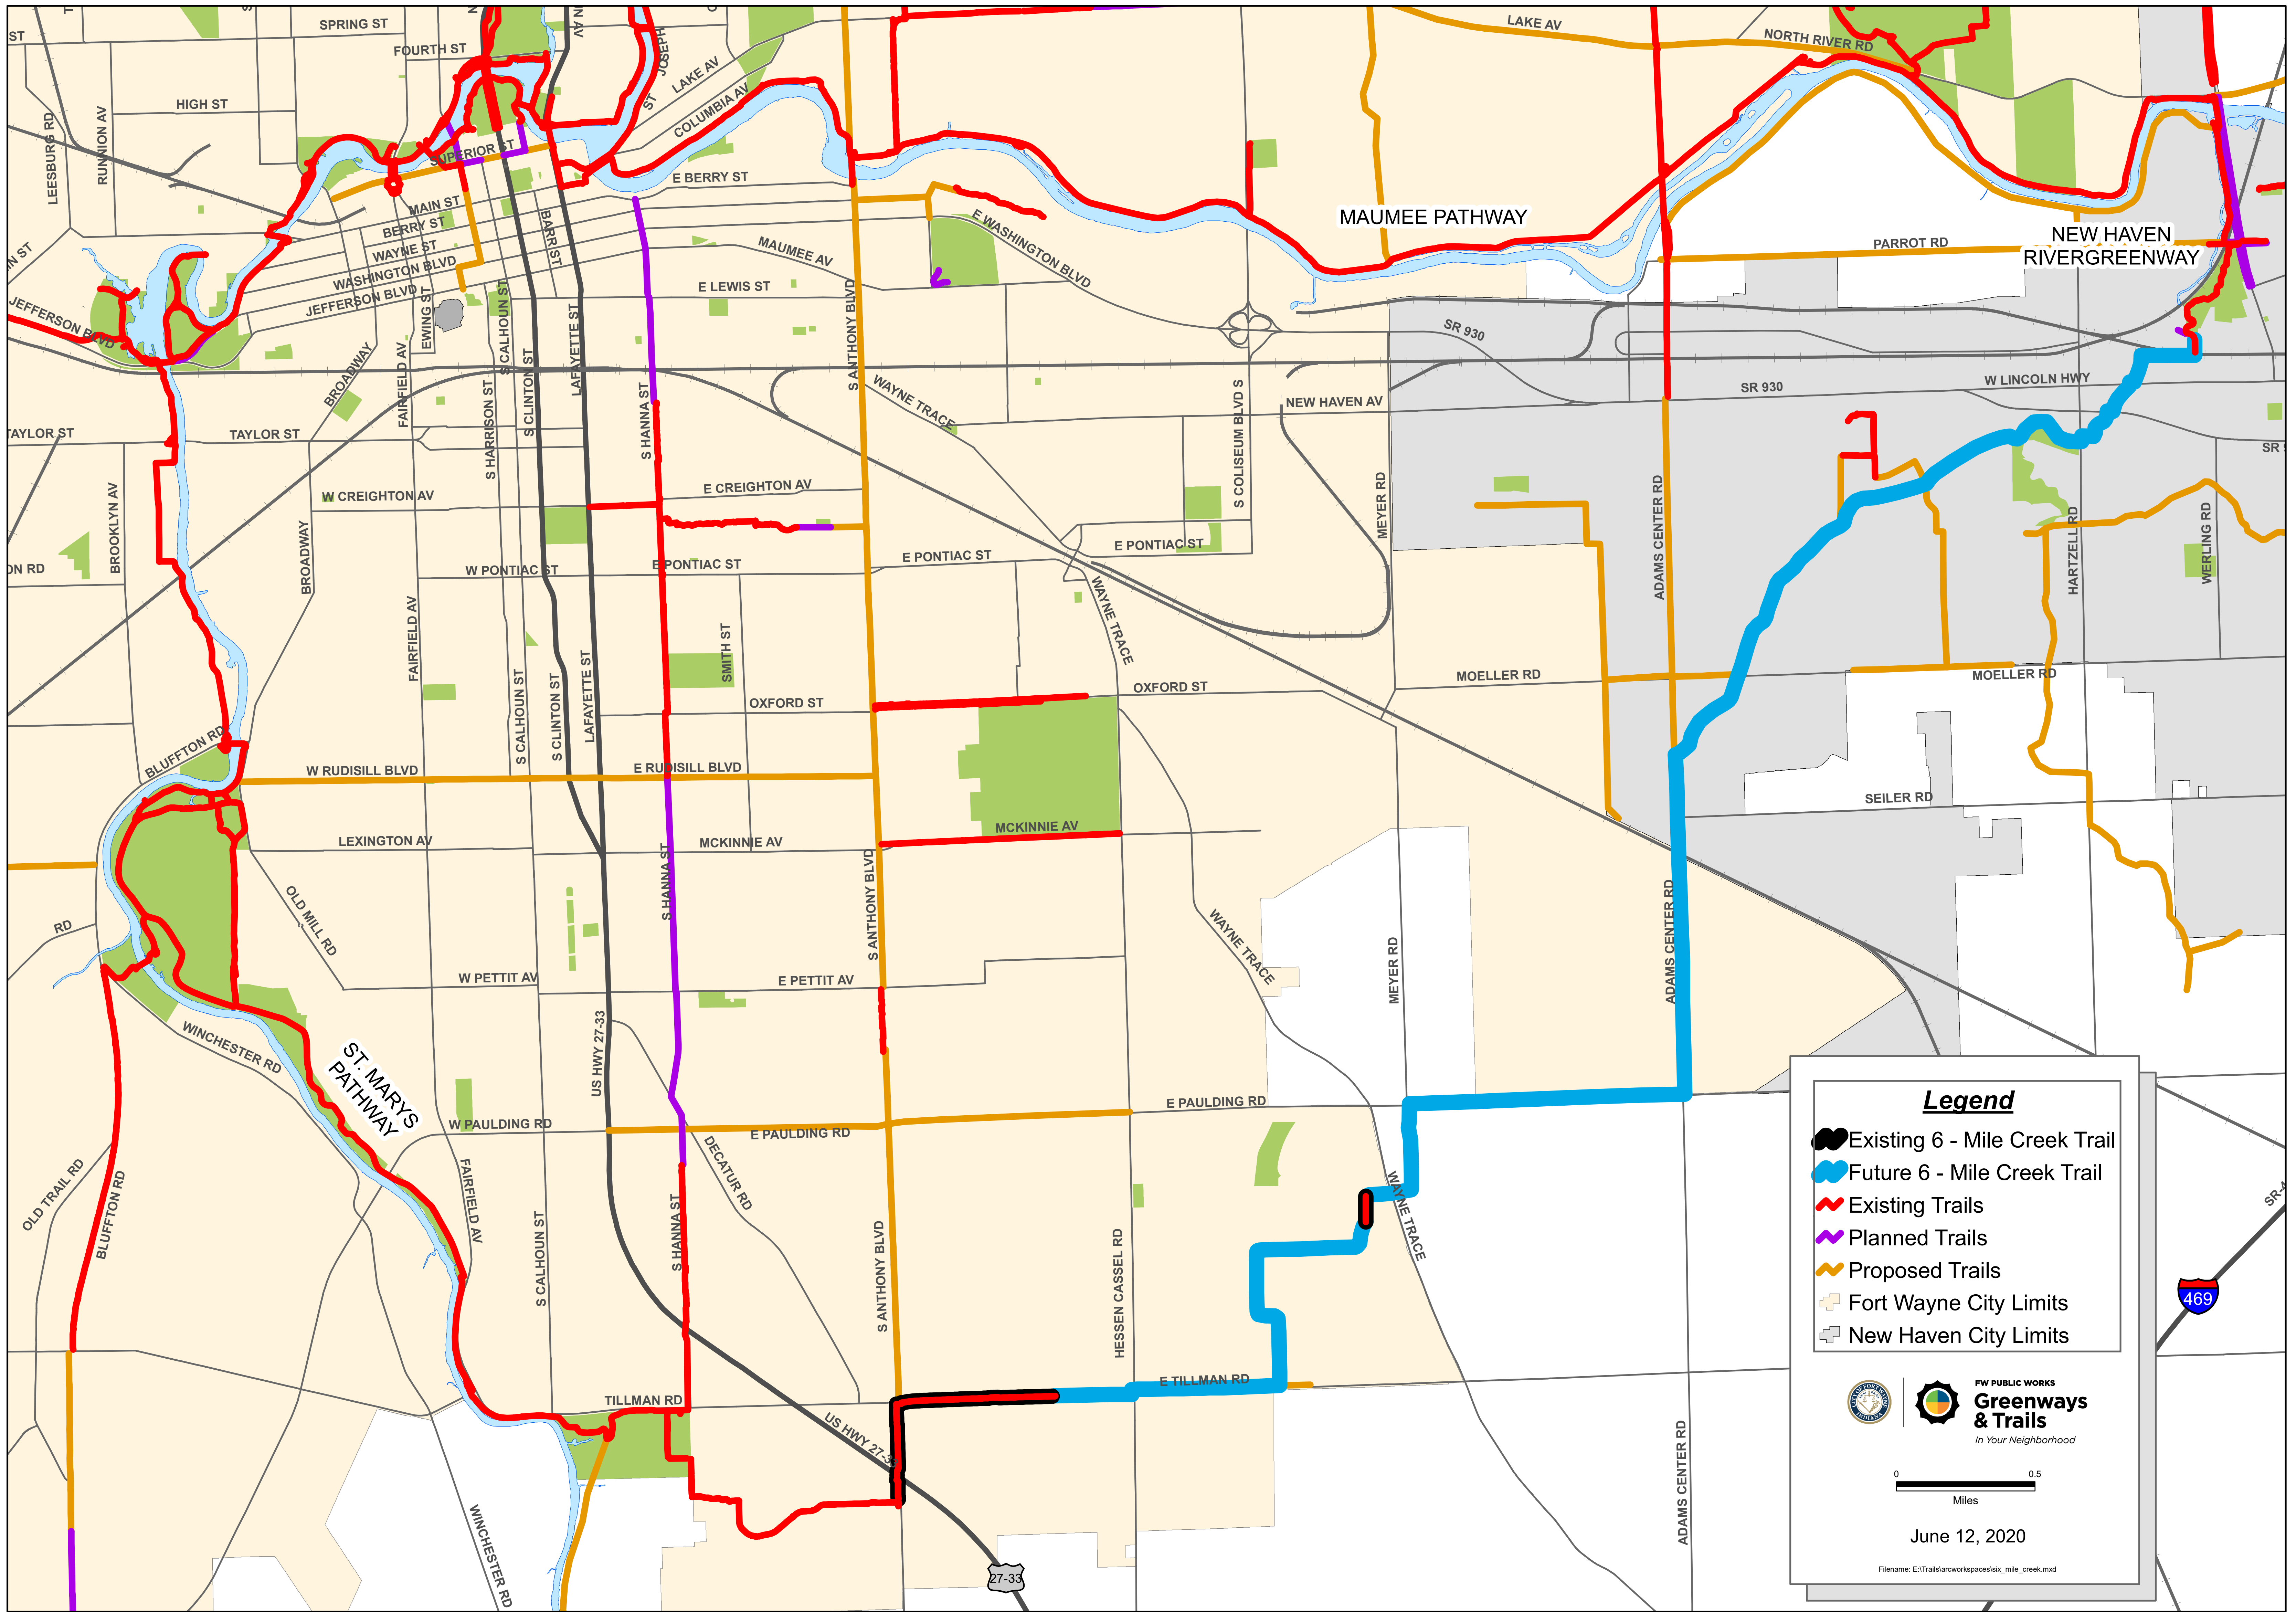 SPRING ST
LAKE AV
ST
FOURTH ST
NORTH RIVER RD
JOSEPH
ST
LAKE AV
COLUMBIA AV
HIGH ST
LEESBURG RD
RUNNION AV
SUPERIOR ST
E BERRY ST
MAIN ST
BERRY ST
WAYNE ST
WASHINGTON BLVD
JEFFERSON BLVD
BARR ST
E WASHINGTON BLVD
MAUMEE PATHWAY
PARROT RD
NEW HAVEN
RIVERGREENWAY
MAUMEE AV
E LEWIS ST
JEFFERSON BLVD
EWING ST
S CALHOUN ST
LAFAYETTE ST
S ANTHONY BLVD
SR 930
BROADWAY
FAIRFIELD AV
S HARRISON ST
S CLINTON ST
S HANNA ST
WAYNE TRACE
S COLISEUM BLVD S
NEW HAVEN AV
SR 930
W LINCOLN HWY
TAYLOR ST
TAYLOR ST
W CREIGHTON AV
E CREIGHTON AV
BROOKLYN AV
BROADWAY
MEYER RD
ADAMS CENTER RD
HARTZELL RD
WERLING RD
ON RD
W PONTIAC ST
E PONTIAC ST
E PONTIAC ST
E PONTIAC ST
WAYNE TRACE
FAIRFIELD AV
SMITH ST
S CALHOUN ST
S CLINTON ST
LAFAYETTE ST
OXFORD ST
OXFORD ST
MOELLER RD
MOELLER RD
BLUFFTON RD
W RUDISILL BLVD
E RUDISILL BLVD
SEILER RD
LEXINGTON AV
MCKINNIE AV
MCKINNIE AV
OLD MILL RD
S HANNA ST
S ANTHONY BLVD
RD
WAYNE TRACE
MEYER RD
ADAMS CENTER RD
W PETTIT AV
E PETTIT AV
WINCHESTER RD
ST. MARYS
PATHWAY
US HWY 27-33
W PAULDING RD
E PAULDING RD
E PAULDING RD
DECATUR RD
OLD TRAIL RD
BLUFFTON RD
FAIRFIELD AV
S CALHOUN ST
S HANNA ST
S ANTHONY BLVD
HESSEN CASSEL RD
WAYNE TRACE
TILLMAN RD
E TILLMAN RD
US HWY 27-33
WINCHESTER RD
ADAMS CENTER RD
27-33
469
Legend
Existing 6 - Mile Creek Trail
Future 6 - Mile Creek Trail
Existing Trails
Planned Trails
Proposed Trails
Fort Wayne City Limits
New Haven City Limits
FW PUBLIC WORKS
Greenways
& Trails
In Your Neighborhood
0 0.5
Miles
June 12, 2020
Filename: E:\Trails\arcworkspaces\six_mile_creek.mxd